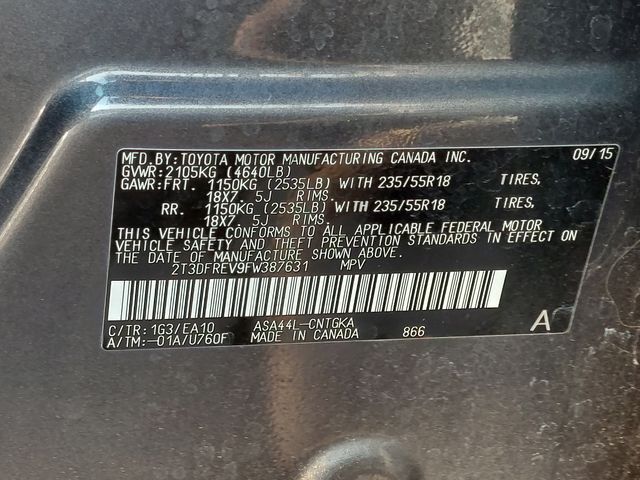 MFD.BY:TOYOTA MOTOR MANUFACTURING CANADA INC. 09/15
GVWR:2105KG (4640LB)
GAWR:FRT. 1150KG (2535LB) WITH 235/55R18 TIRES,
18X7 5J RIMS.
RR. 1150KG (2535LB) WITH 235/55R18 TIRES,
18X7 5J RIMS.
THIS VEHICLE CONFORMS TO ALL APPLICABLE FEDERAL MOTOR
VEHICLE SAFETY AND THEFT PREVENTION STANDARDS IN EFFECT ON
THE DATE OF MANUFACTURE SHOWN ABOVE.
2T3DFREV9FW387631 MPV
C/TR:1G3/EA10 ASA44L-CNTGKA
A/TM:-01A/U760F MADE IN CANADA 866 A